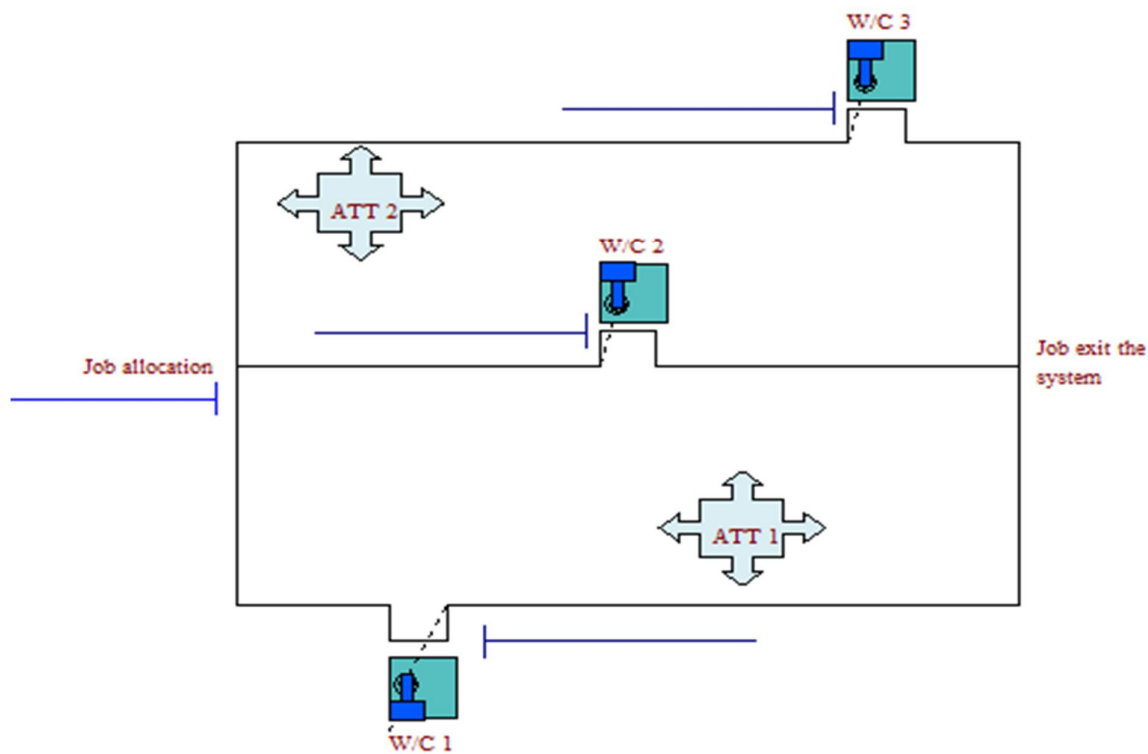 W/C 3
ATT 2
W/C 2
Job allocation
Job exit the
system
ATT 1
W/C 1